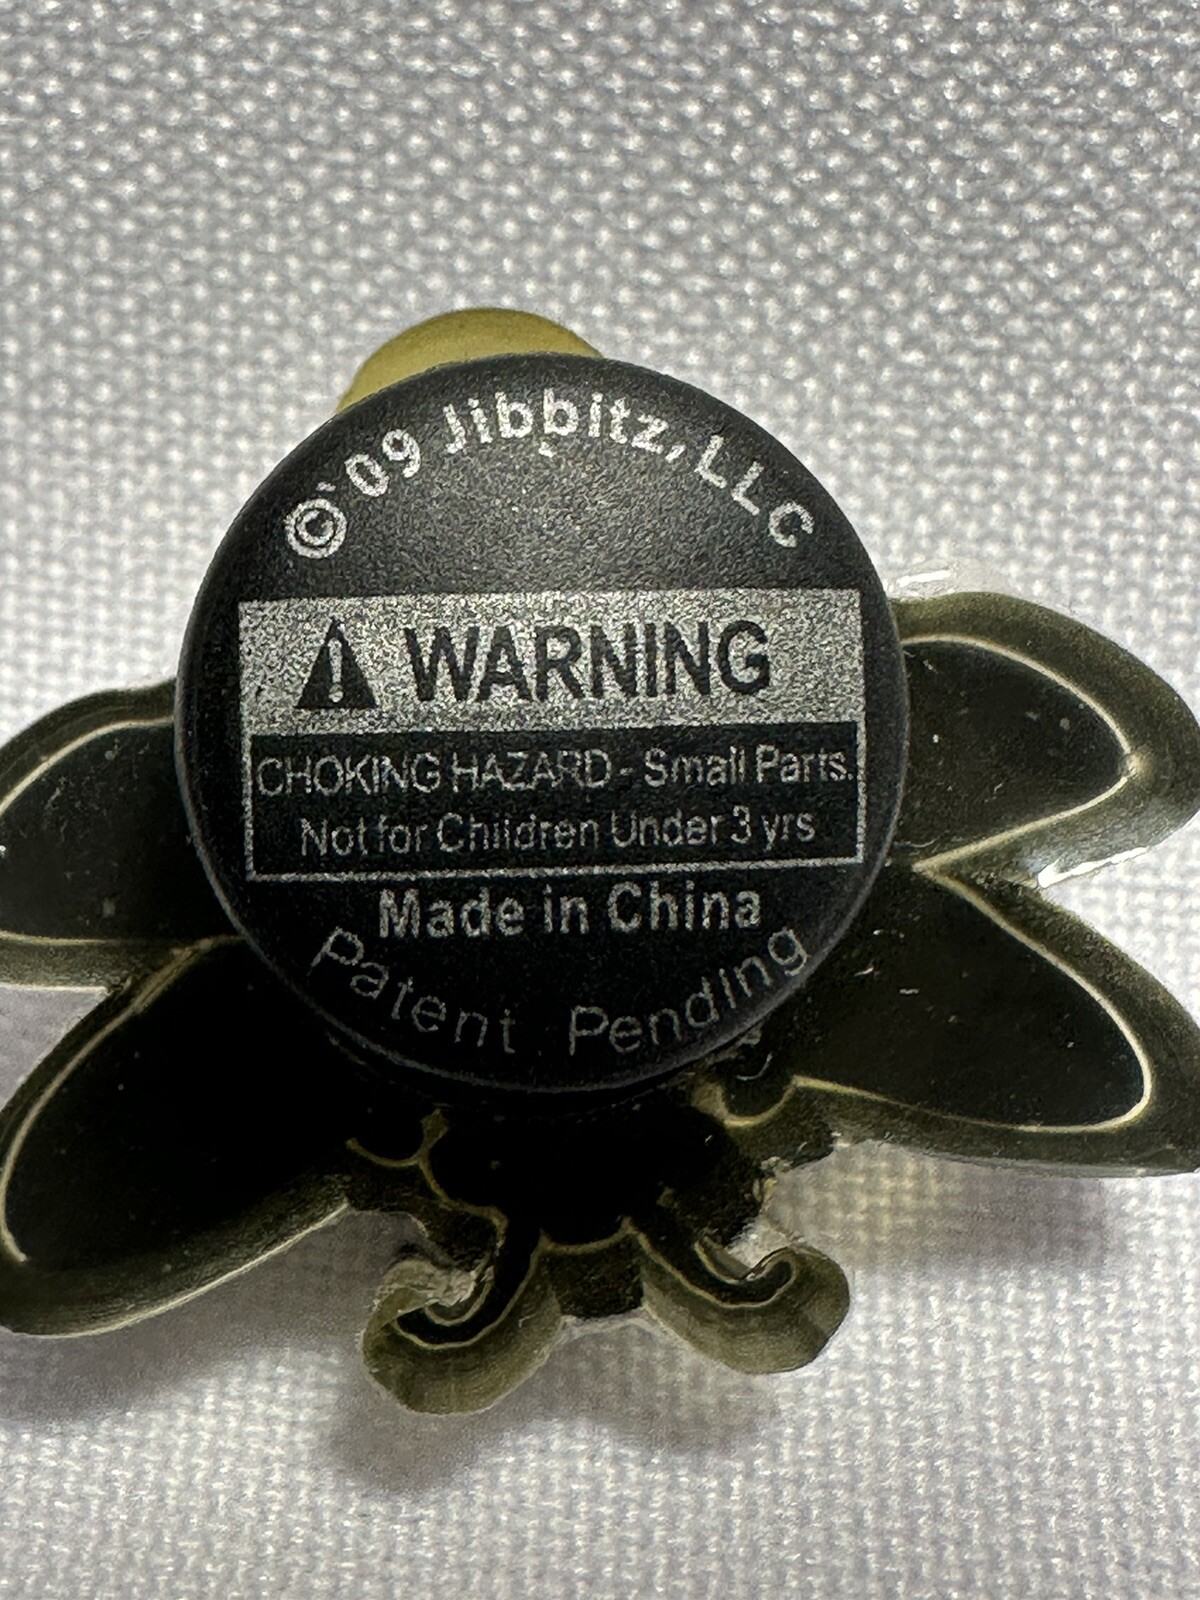 ©'09 Jibbitz, LLC
WARNING
CHOKING HAZARD - Small Parts.
Not for Children Under 3 yrs
Made in China
Patent Pending